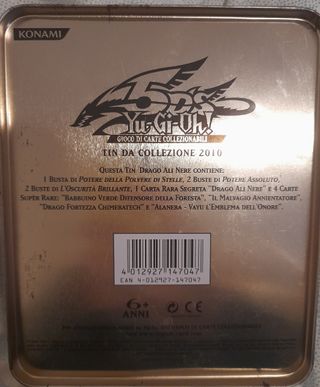 KONAMI
5D's
Yu-Gi-Oh!
GIOCO DI CARTE COLLEZIONABILI
TIN DA COLLEZIONE 2010
QUESTA TIN "DRAGO ALI NERE" CONTIENE:
1 BUSTA DI POTERE DELLA POLVERE DI STELLE, 2 BUSTE DI POTERE ASSOLUTO,
2 BUSTE DI L'OSCURITÀ BRILLANTE, 1 CARTA RARA SEGRETA "DRAGO ALI NERE" E 4 CARTE
SUPER RARE: "BABBUINO VERDE DIFENSORE DELLA FORESTA", "IL MALVAGIO ANNIENTATORE",
"DRAGO FORTEZZA CHIMERATECH" E "ALANERA - VAYU L'EMBLEMA DELL'ONORE".
4 012927 147047
EAN 4-012927-147047
6+
ANNI
CE